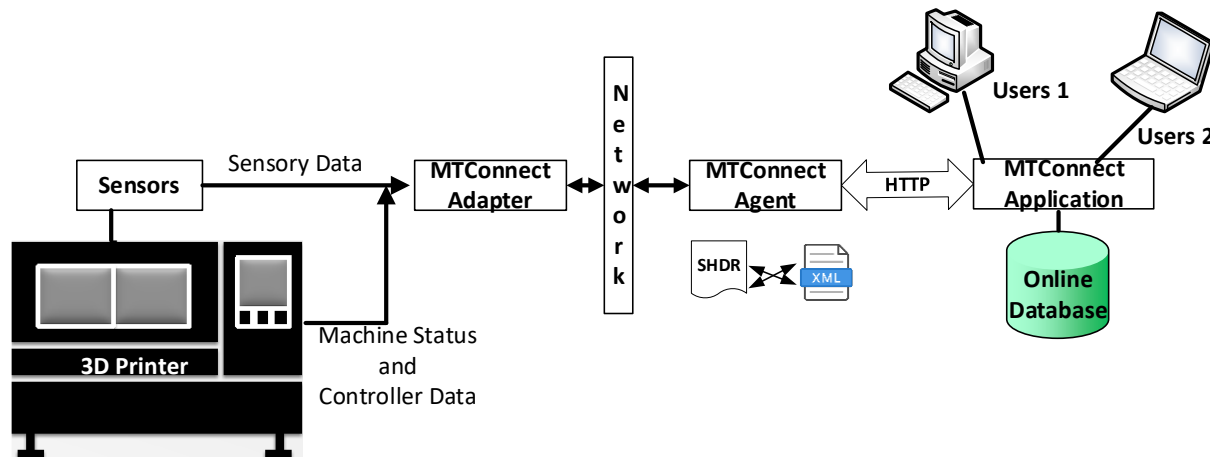 Sensors
Sensory Data
3D Printer
Machine Status
and
Controller Data
MTConnect
Adapter
N
e
t
w
o
r
k
MTConnect
Agent
SHDR
XML
HTTP
Users 1
Users 2
MTConnect
Application
Online
Database